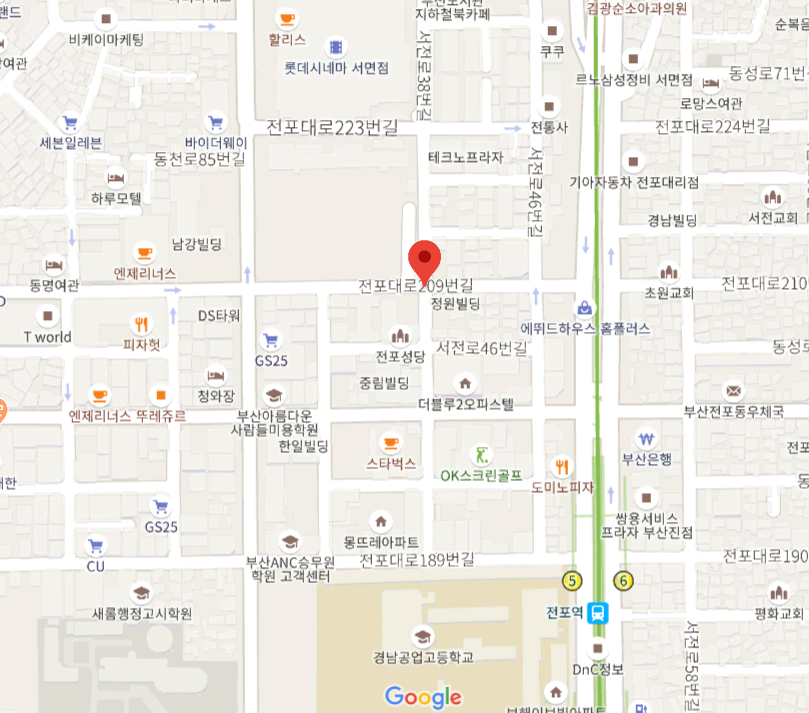 김광순소아과의원
지하철북카페
할리스
비케이마케팅
롯데시네마 서면점
서전로38번길
쿠쿠
르노삼성정비 서면점
동성로71번
로망스여관
세븐일레븐
바이더웨이
전포대로223번길
전통사
전포대로224번길
동천로85번길
테크노프라자
서전로46번길
기아자동차 전포대리점
하루모텔
서전교회
경남빌딩
남강빌딩
엔제리너스
동명여관
전포대로209번길
초원교회
전포대로210
정원빌딩
T world
피자헛
DS타워
GS25
전포성당
서전로46번길
에뛰드하우스 홈플러스
동성로
청와장
중림빌딩
더블루2오피스텔
엔제리너스 뚜레쥬르
부산아름다운
사람들미용학원
한일빌딩
부산전포동우체국
스타벅스
OK스크린골프
도미노피자
부산은행
GS25
쌍용서비스
프라자 부산진점
CU
부산ANC승무원
학원 고객센터
몽뜨레아파트
전포대로189번길
전포대로190
5
6
새롬행정고시학원
전포역
평화교회
경남공업고등학교
DnC정보
서전로58번길
Google